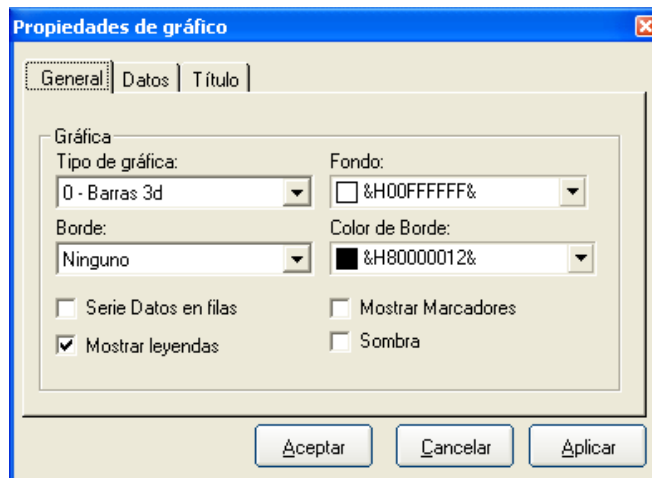 Propiedades de gráfico
General Datos Título
Gráfica
Tipo de gráfica: Fondo:
0 - Barras 3d &H00FFFFFF&
Borde: Color de Borde:
Ninguno &H80000012&
Serie Datos en filas Mostrar Marcadores
Mostrar leyendas Sombra
Aceptar Cancelar Aplicar